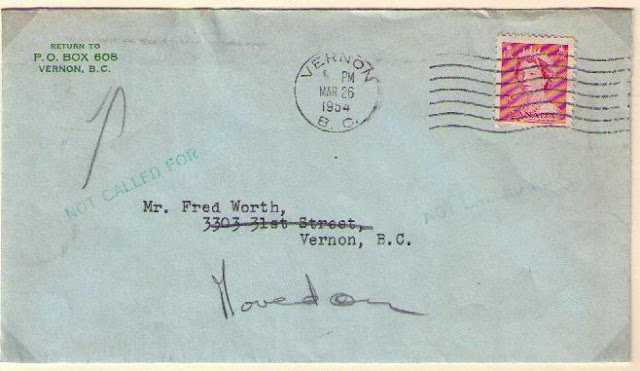 RETURN TO
P.O. BOX 608
VERNON, B.C.
VERNON
PM
MAR 26
1954
B. C.
CANADA
NOT CALLED FOR
NOT
Mr. Fred Worth,
3303 31st Street,
Vernon, B.C.
Moved